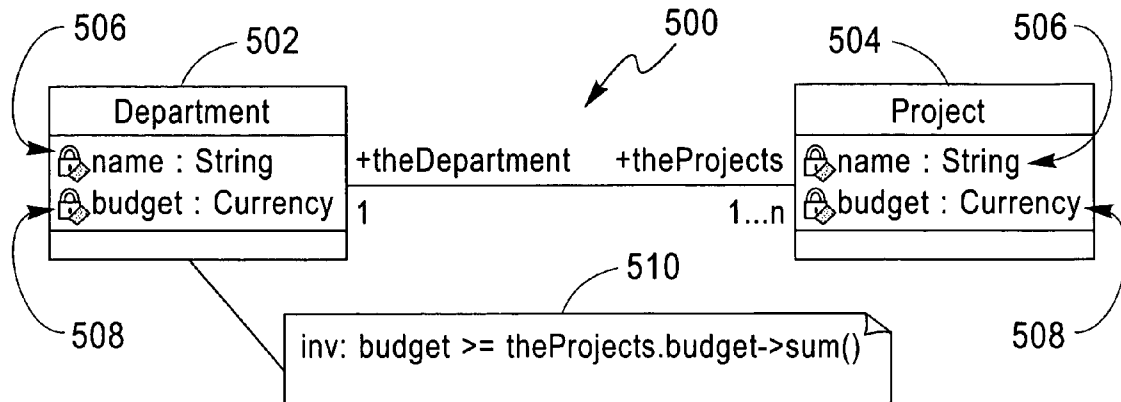 506
502
500
504
506
Department
Project
name : String
+theDepartment
+theProjects
name : String
budget : Currency
1
1...n
budget : Currency
510
508
508
inv: budget >= theProjects.budget->sum()